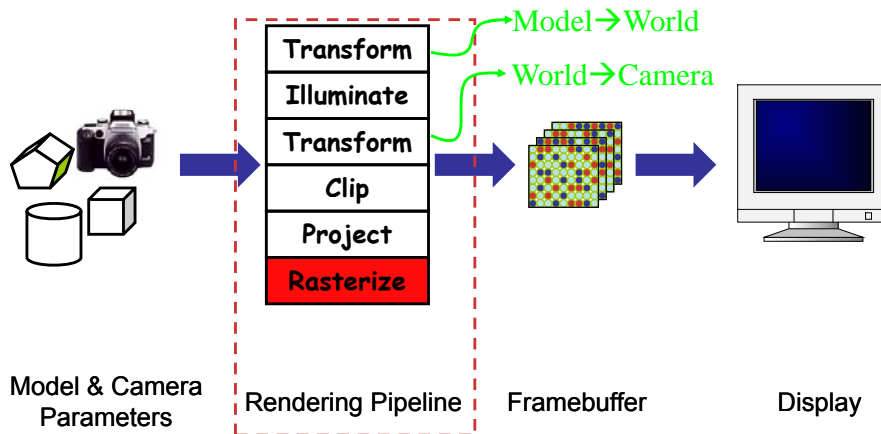 Transform
Model→World
World→Camera
Illuminate
Transform
Clip
Project
Rasterize
Model & Camera
Parameters
Rendering Pipeline
Framebuffer
Display